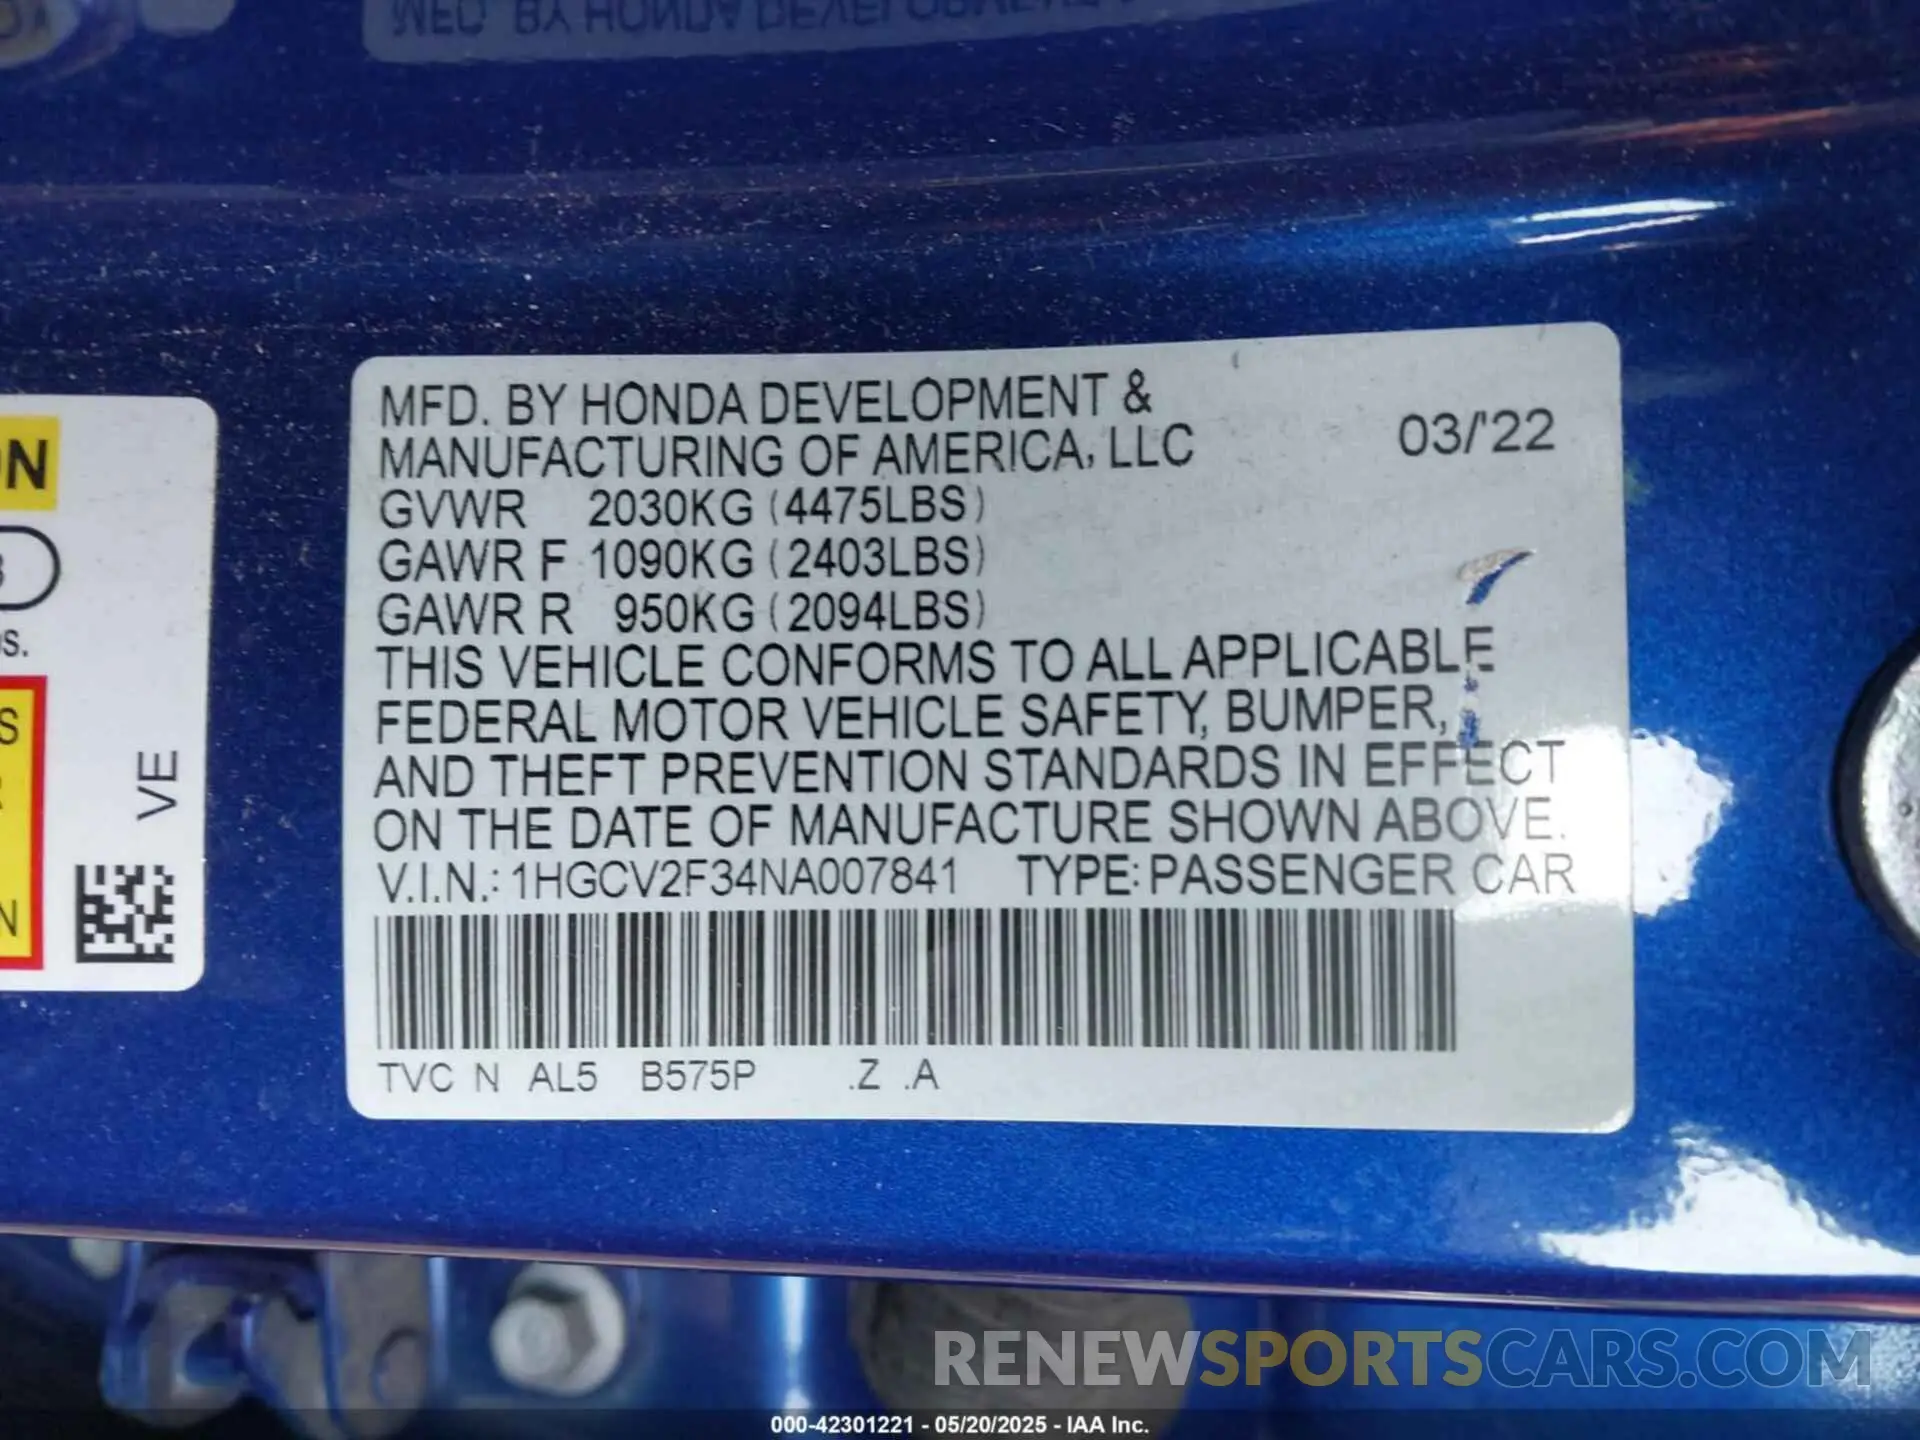 MFD. BY HONDA DEVELOPMENT &
MANUFACTURING OF AMERICA, LLC 03/'22
GVWR 2030KG (4475LBS)
GAWR F 1090KG (2403LBS)
GAWR R 950KG (2094LBS)
THIS VEHICLE CONFORMS TO ALL APPLICABLE
FEDERAL MOTOR VEHICLE SAFETY, BUMPER,
AND THEFT PREVENTION STANDARDS IN EFFECT
ON THE DATE OF MANUFACTURE SHOWN ABOVE.
V.I.N.: 1HGCV2F34NA007841 TYPE: PASSENGER CAR
TVC N AL5 B575P .Z .A
VE
RENEWSPORTSCARS.COM
000-42301221 - 05/20/2025 - IAA Inc.